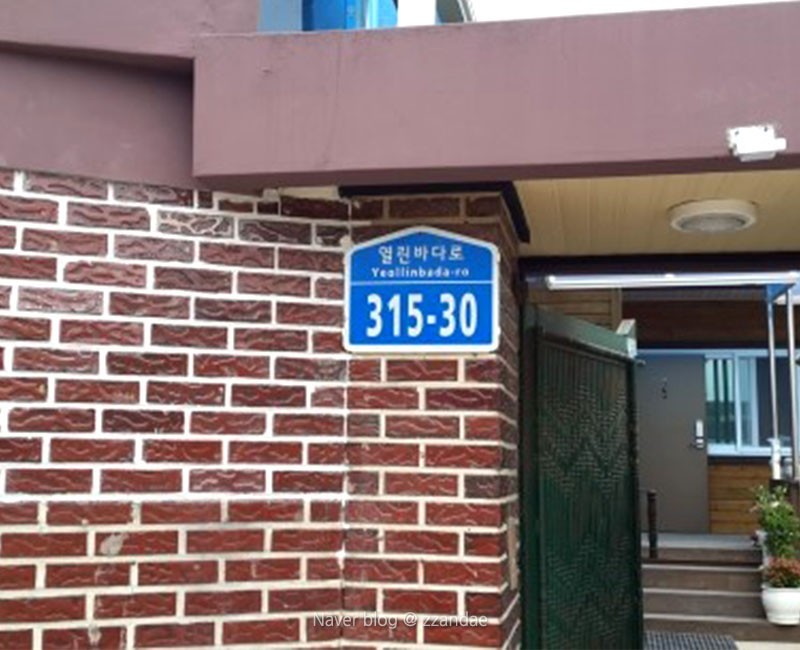 열린바다로
Yeollinbada-ro
315-30
Naver blog @ zzandae